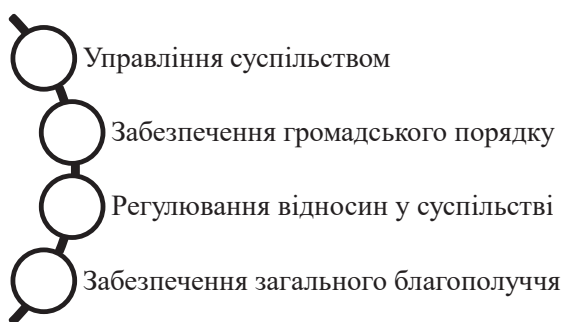 Управління суспільством
Забезпечення громадського порядку
Регулювання відносин у суспільстві
Забезпечення загального благополуччя